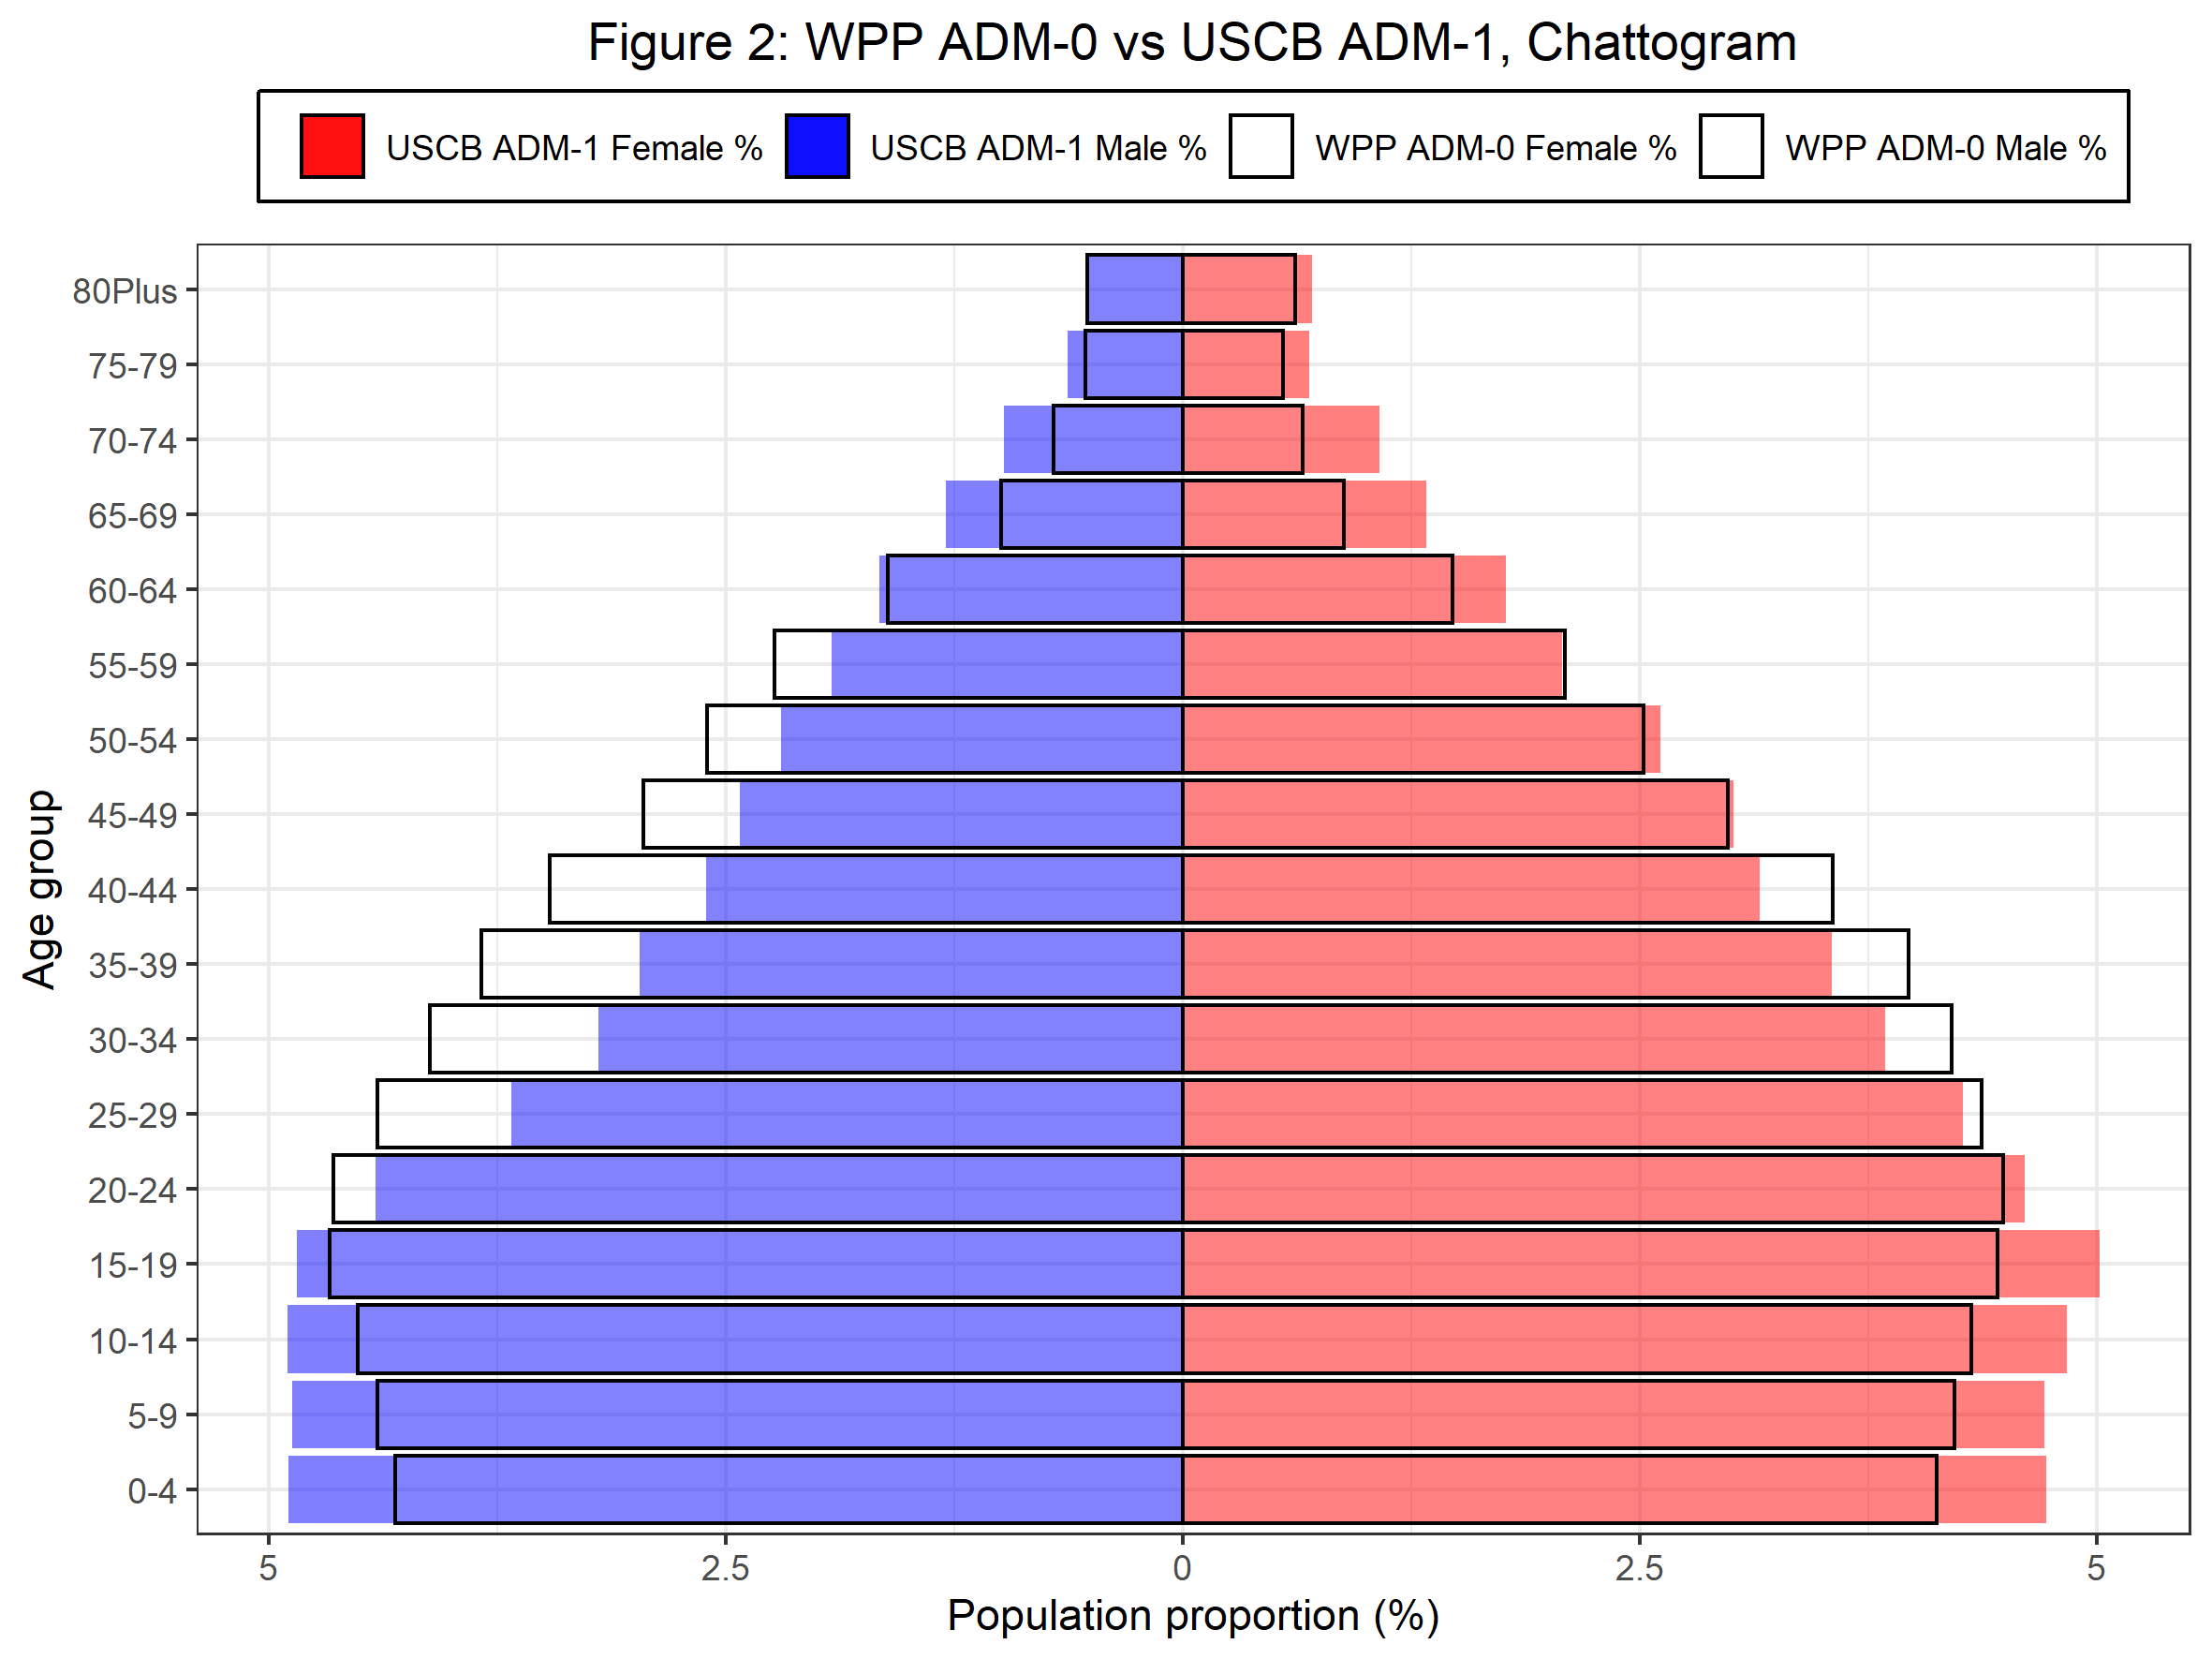 Figure 2: WPP ADM-0 vs USCB ADM-1, Chattogram
USCB ADM-1 Female %
USCB ADM-1 Male %
WPP ADM-0 Female %
WPP ADM-0 Male %
80Plus
75-79
70-74
65-69
60-64
55-59
50-54
45-49
40-44
35-39
30-34
25-29
20-24
15-19
10-14
5-9
0-4
Age group
5
2.5
0
2.5
5
Population proportion (%)